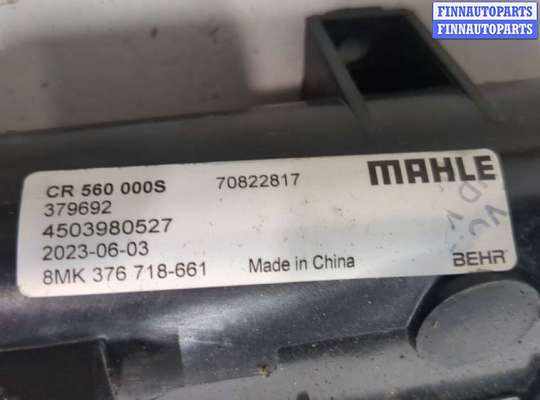 FINNAUTOPARTS
FINNAUTOPARTS
CR 560 000S 70822817 MAHLE
379692
4503980527
2023-06-03
8MK 376 718-661 Made in China BEHR